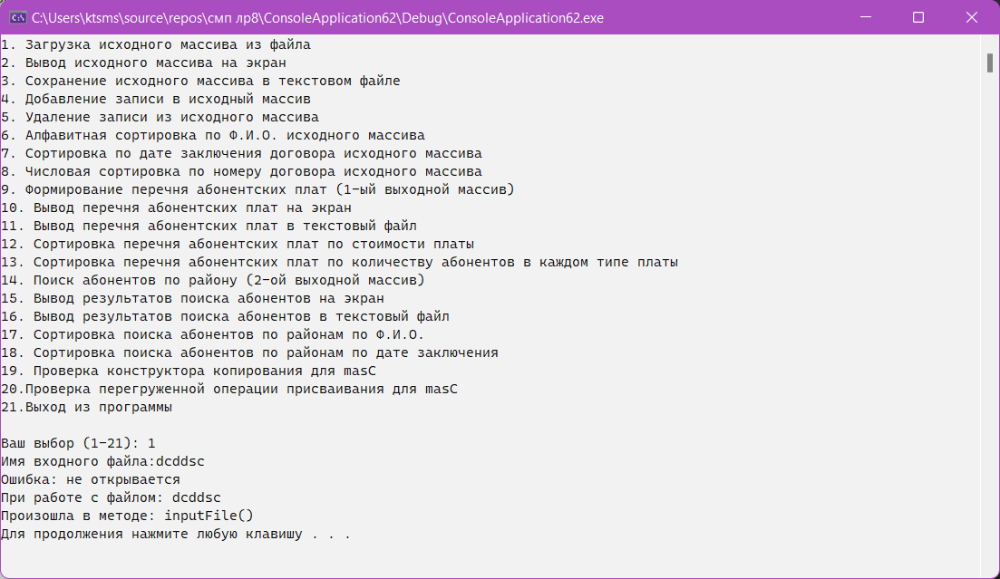 C:\Users\ktsms\source\repos\смп лр8\ConsoleApplication62\Debug\ConsoleApplication62.exe
1. Загрузка исходного массива из файла
2. Вывод исходного массива на экран
3. Сохранение исходного массива в текстовом файле
4. Добавление записи в исходный массив
5. Удаление записи из исходного массива
6. Алфавитная сортировка по Ф.И.О. исходного массива
7. Сортировка по дате заключения договора исходного массива
8. Числовая сортировка по номеру договора исходного массива
9. Формирование перечня абонентских плат (1-ый выходной массив)
10. Вывод перечня абонентских плат на экран
11. Вывод перечня абонентских плат в текстовый файл
12. Сортировка перечня абонентских плат по стоимости платы
13. Сортировка перечня абонентских плат по количеству абонентов в каждом типе платы
14. Поиск абонентов по району (2-ой выходной массив)
15. Вывод результатов поиска абонентов на экран
16. Вывод результатов поиска абонентов в текстовый файл
17. Сортировка поиска абонентов по районам по Ф.И.О.
18. Сортировка поиска абонентов по районам по дате заключения
19. Проверка конструктора копирования для masC
20.Проверка перегруженной операции присваивания для masC
21.Выход из программы
Ваш выбор (1-21): 1
Имя входного файла:dcddsc
Ошибка: не открывается
При работе с файлом: dcddsc
Произошла в методе: inputFile()
Для продолжения нажмите любую клавишу . . .